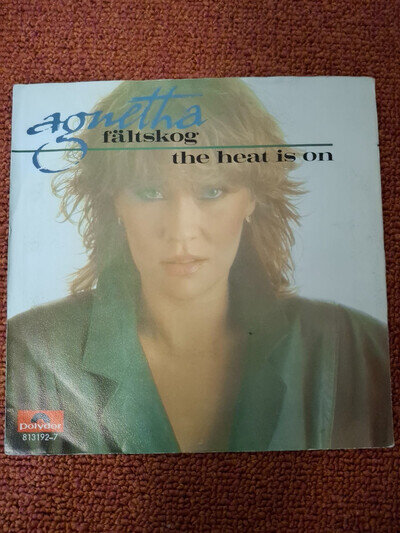 agnetha
fältskog
the heat is on
Polydor
813192-7